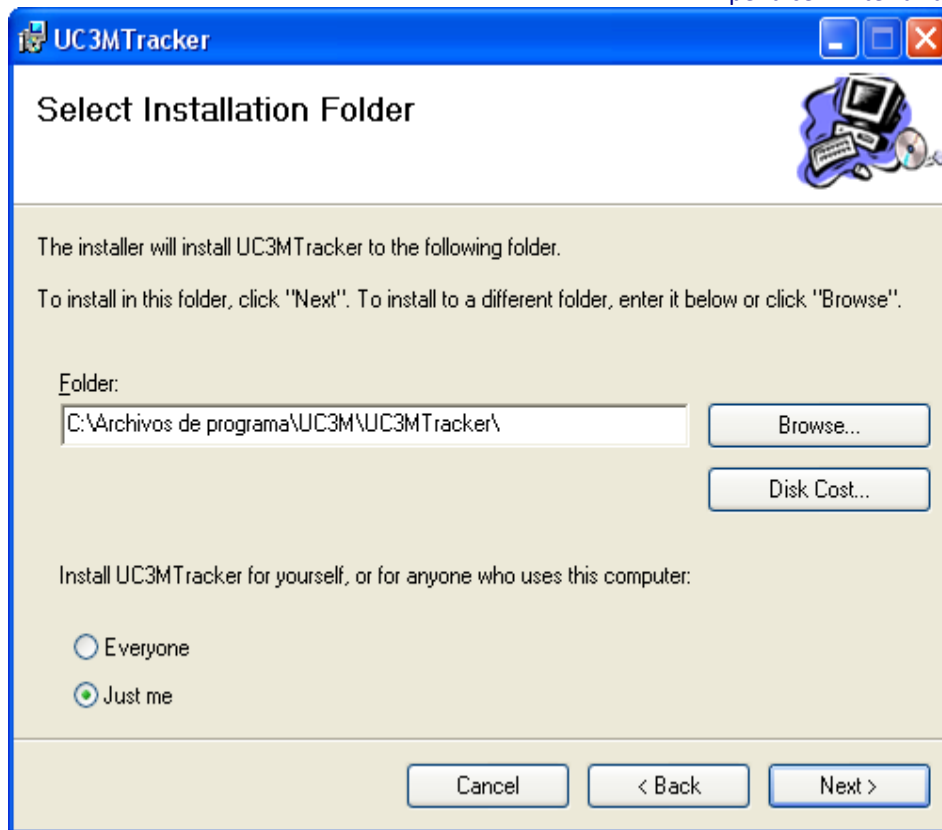 UC3MTracker
Select Installation Folder
The installer will install UC3MTracker to the following folder.
To install in this folder, click "Next". To install to a different folder, enter it below or click "Browse".
Folder:
C:\Archivos de programa\UC3M\UC3MTracker\
Browse...
Disk Cost...
Install UC3MTracker for yourself, or for anyone who uses this computer:
Everyone
Just me
Cancel
< Back
Next >